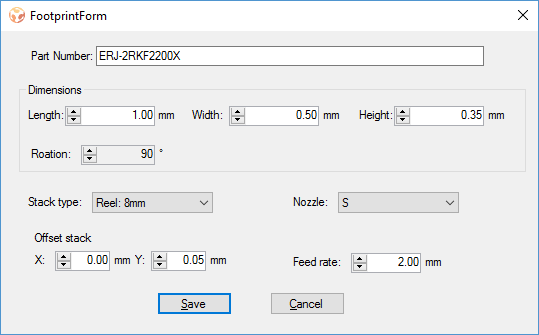 FootprintForm
Part Number: ERJ-2RKF2200X
Dimensions
Length: 1.00 mm Width: 0.50 mm Height: 0.35 mm
Roation: 90 °
Stack type: Reel: 8mm Nozzle: S
Offset stack
X: 0.00 mm Y: 0.05 mm Feed rate: 2.00 mm
Save Cancel